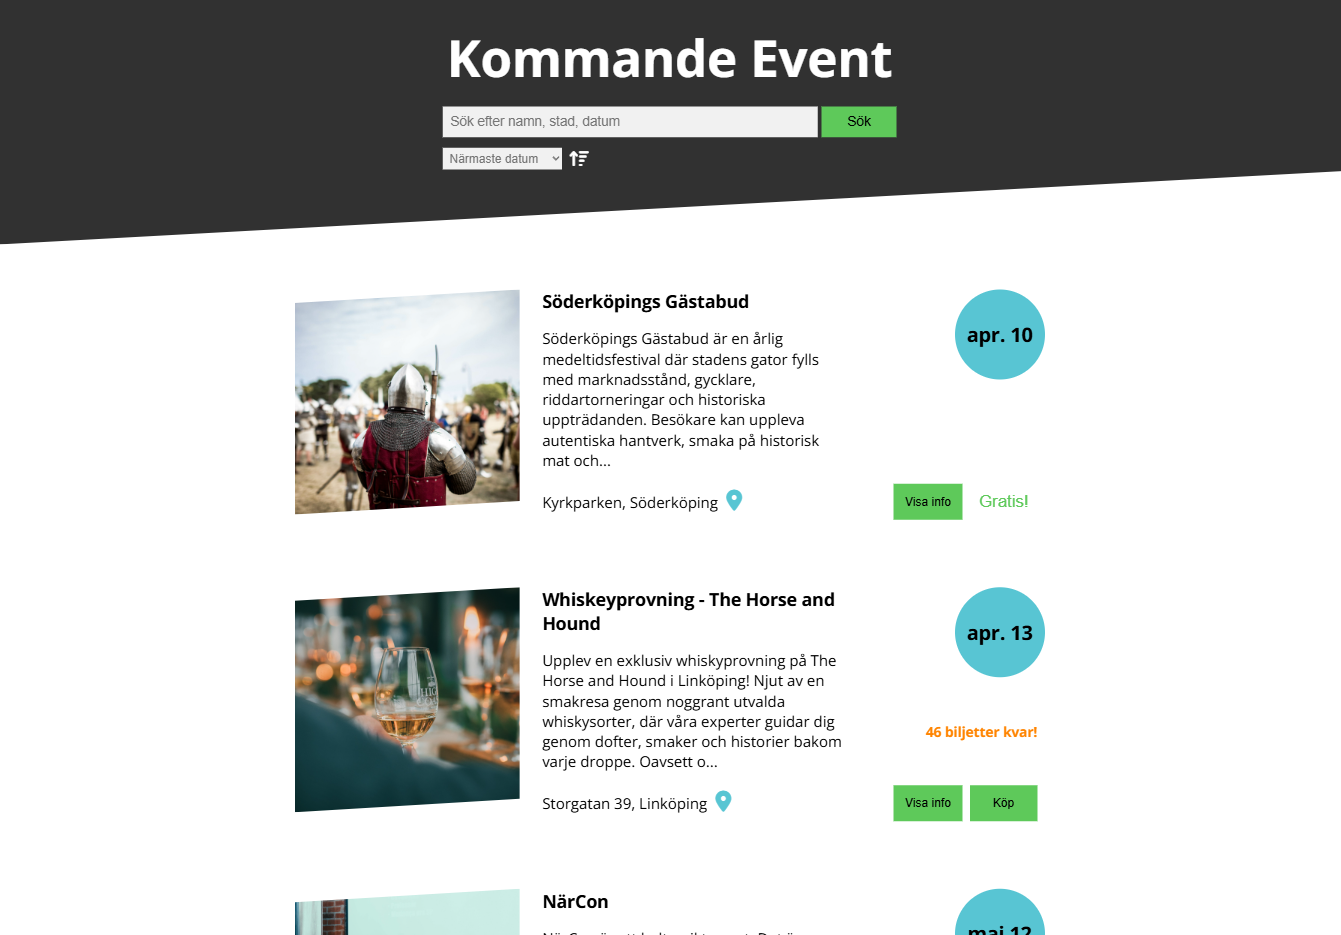 Kommande Event
Sök efter namn, stad, datum
Sök
Närmaste datum
Söderköpings Gästabud
apr. 10
Söderköpings Gästabud är en årlig
medeltidsfestival där stadens gator fylls
med marknadsstånd, gycklare,
riddartorneringar och historiska
uppträdanden. Besökare kan uppleva
autentiska hantverk, smaka på historisk
mat och...
Kyrkparken, Söderköping
Visa info
Gratis!
Whiskeyprovning - The Horse and
Hound
apr. 13
Upplev en exklusiv whiskyprovning på The
Horse and Hound i Linköping! Njut av en
smakresa genom noggrant utvalda
whiskysorter, där våra experter guidar dig
genom dofter, smaker och historier bakom
varje droppe. Oavsett o...
46 biljetter kvar!
Storgatan 39, Linköping
Visa info
Köp
NärCon
maj 12